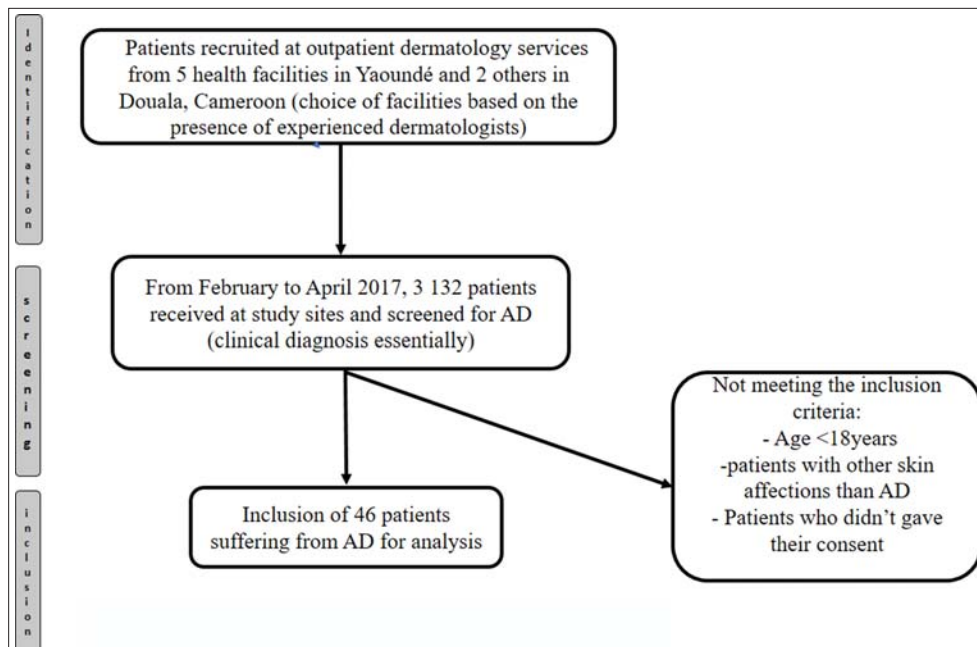 Identification
Patients recruited at outpatient dermatology services
from 5 health facilities in Yaoundé and 2 others in
Douala, Cameroon (choice of facilities based on the
presence of experienced dermatologists)
screening
From February to April 2017, 3 132 patients
received at study sites and screened for AD
(clinical diagnosis essentially)
Not meeting the inclusion
criteria:
- Age <18years
-patients with other skin
affections than AD
- Patients who didn’t gave
their consent
inclusion
Inclusion of 46 patients
suffering from AD for analysis